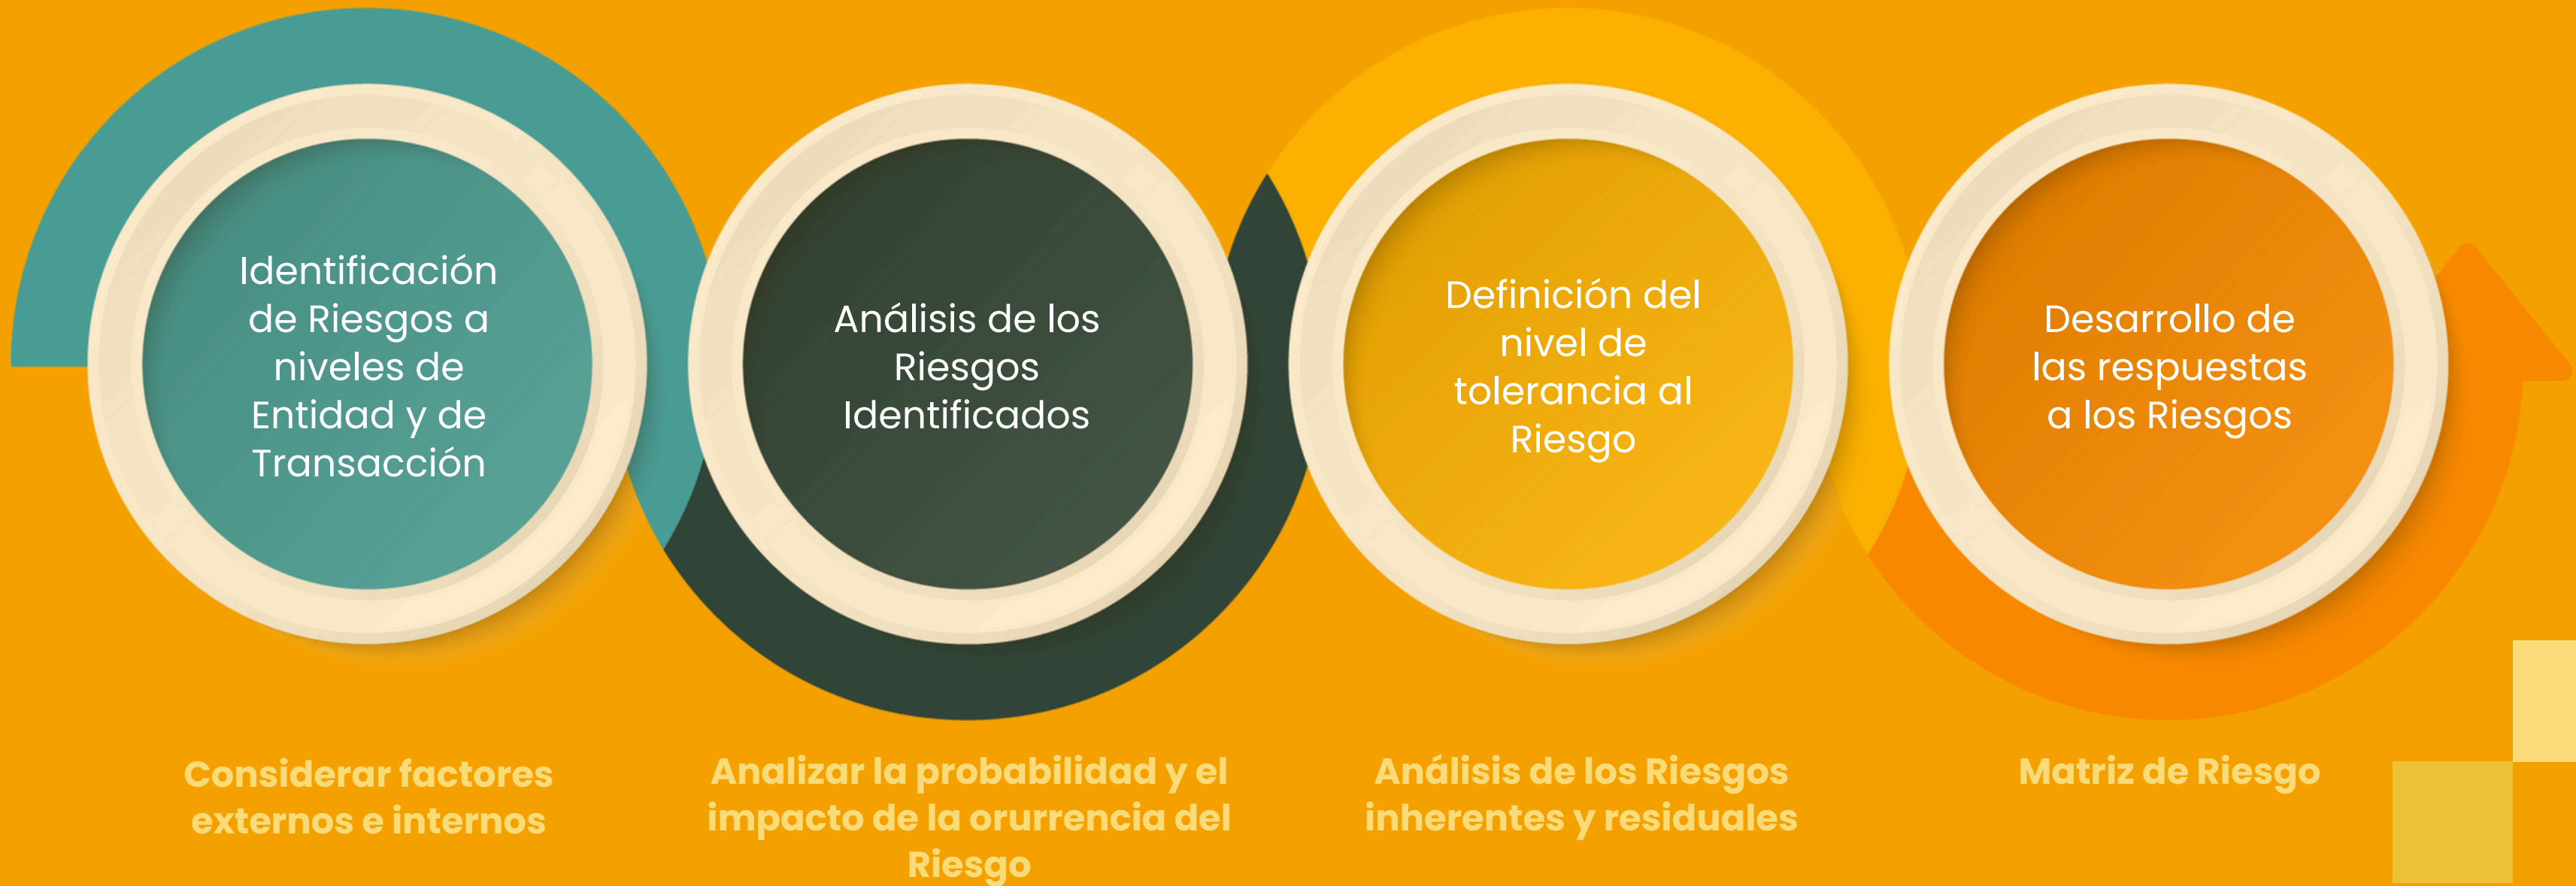 Identificación
de Riesgos a
niveles de
Entidad y de
Transacción
Análisis de los
Riesgos
Identificados
Definición del
nivel de
tolerancia al
Riesgo
Desarrollo de
las respuestas
a los Riesgos
Considerar factores
externos e internos
Analizar la probabilidad y el
impacto de la orurrencia del
Riesgo
Análisis de los Riesgos
inherentes y residuales
Matriz de Riesgo